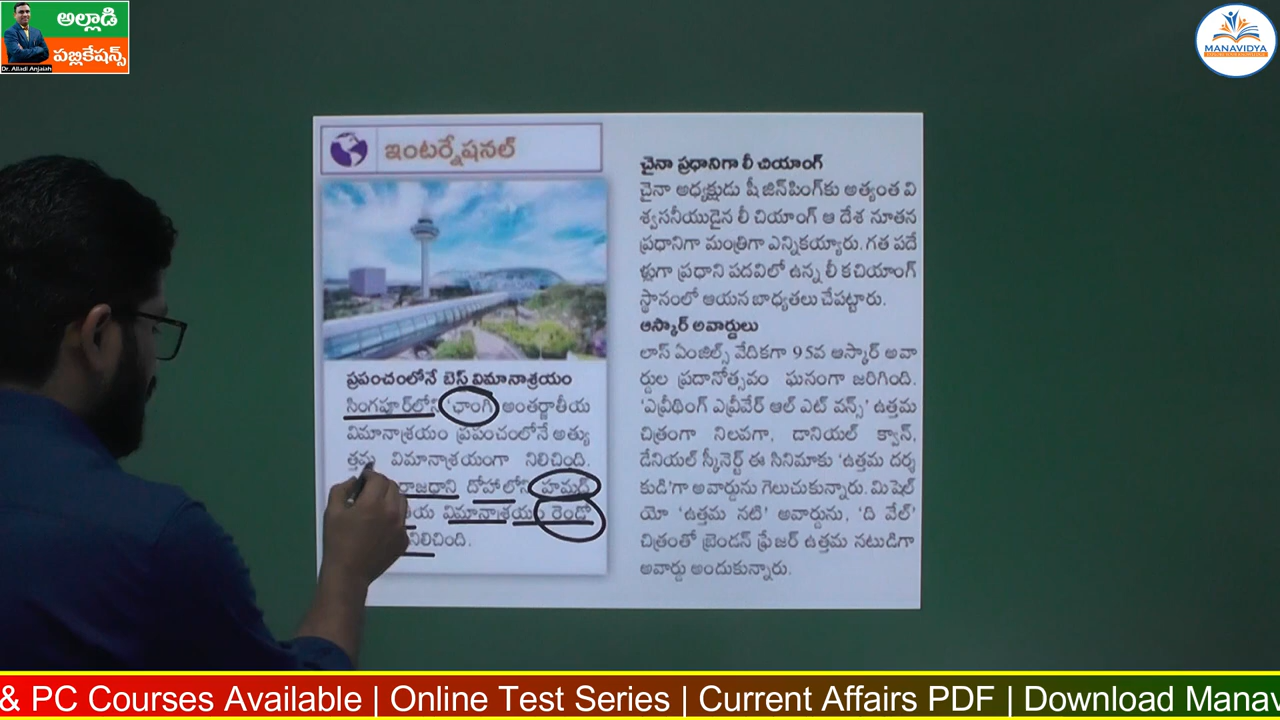 అల్లాడి
పబ్లికేషన్స్
Dr. Alladi Anjaiah
MANAVIDYA
ఇంటర్నేషనల్
ప్రపంచంలోనే బెస్ట్ విమానాశ్రయం
సింగపూర్‌లోని 'ఛాంగి' అంతర్జాతీయ
విమానాశ్రయం ప్రపంచంలోనే అత్యు
త్తమ విమానాశ్రయంగా నిలిచింది.
రాజధాని దోహాలోని హమద్
విమానాశ్రయం రెండో
నిలిచింది.
చైనా ప్రధానిగా లీ చియాంగ్
చైనా అధ్యక్షుడు షీ జిన్‌పింగ్‌కు అత్యంత వి
శ్వసనీయుడైన లీ చియాంగ్ ఆ దేశ నూతన
ప్రధానిగా మంత్రిగా ఎన్నికయ్యారు. గత పదే
ళ్లుగా ప్రధాని పదవిలో ఉన్న లీ కచియాంగ్
స్థానంలో ఆయన బాధ్యతలు చేపట్టారు.
ఆస్కార్ అవార్డులు
లాస్ ఏంజిల్స్ వేదికగా 95వ ఆస్కార్ అవా
ర్డుల ప్రదానోత్సవం ఘనంగా జరిగింది.
'ఎవ్రీథింగ్ ఎవ్రీవేర్ ఆల్ ఎట్ వన్స్' ఉత్తమ
చిత్రంగా నిలవగా, డానియల్ క్వాన్,
డేనియల్ స్కీనెర్ట్ ఈ సినిమాకు 'ఉత్తమ దర్శ
కుడి'గా అవార్డును గెలుచుకున్నారు. మిషెల్
యో 'ఉత్తమ నటి' అవార్డును, 'ది వేల్'
చిత్రంతో బ్రెండన్ ఫ్రేజర్ ఉత్తమ నటుడిగా
అవార్డు అందుకున్నారు.
& PC Courses Available | Online Test Series | Current Affairs PDF | Download Manav